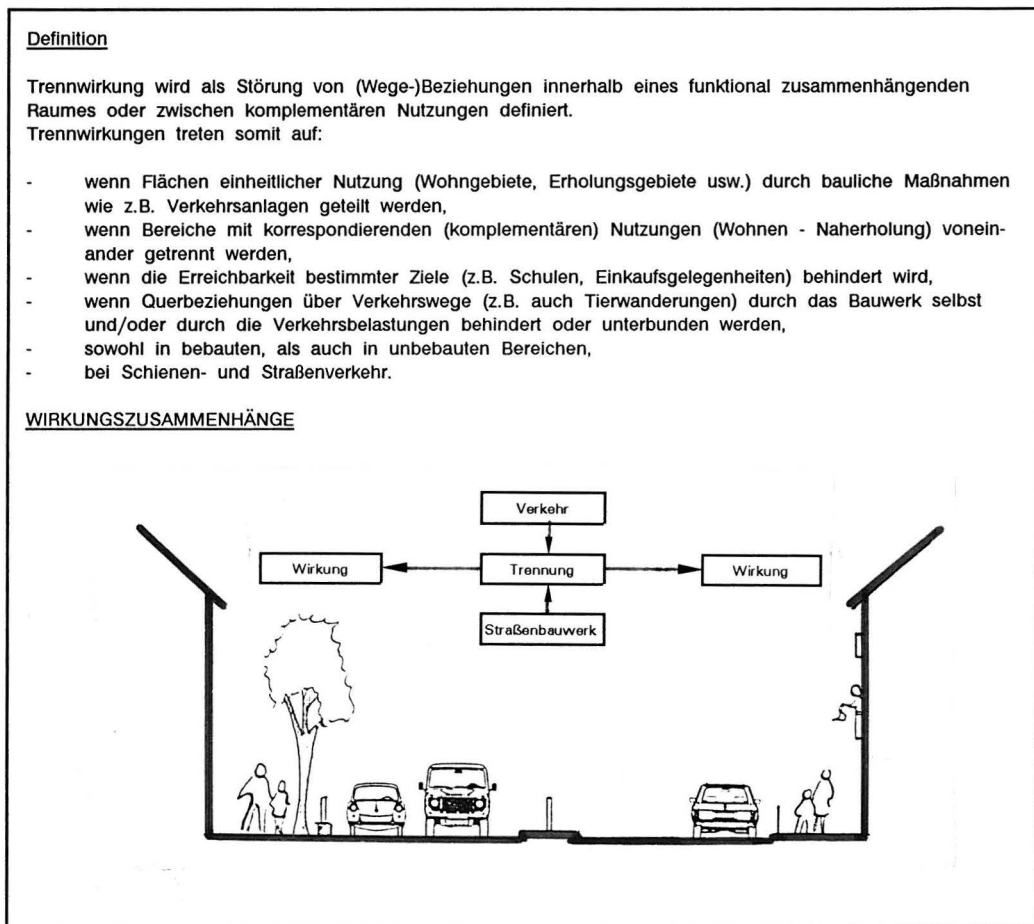 Definition
Trennwirkung wird als Störung von (Wege-)Beziehungen innerhalb eines funktional zusammenhängenden
Raumes oder zwischen komplementären Nutzungen definiert.
Trennwirkungen treten somit auf:
- wenn Flächen einheitlicher Nutzung (Wohngebiete, Erholungsgebiete usw.) durch bauliche Maßnahmen
wie z.B. Verkehrsanlagen geteilt werden,
- wenn Bereiche mit korrespondierenden (komplementären) Nutzungen (Wohnen - Naherholung) vonein-
ander getrennt werden,
- wenn die Erreichbarkeit bestimmter Ziele (z.B. Schulen, Einkaufsgelegenheiten) behindert wird,
- wenn Querbeziehungen über Verkehrswege (z.B. auch Tierwanderungen) durch das Bauwerk selbst
und/oder durch die Verkehrsbelastungen behindert oder unterbunden werden,
- sowohl in bebauten, als auch in unbebauten Bereichen,
- bei Schienen- und Straßenverkehr.
WIRKUNGSZUSAMMENHÄNGE
Verkehr
Wirkung Trennung Wirkung
Straßenbauwerk